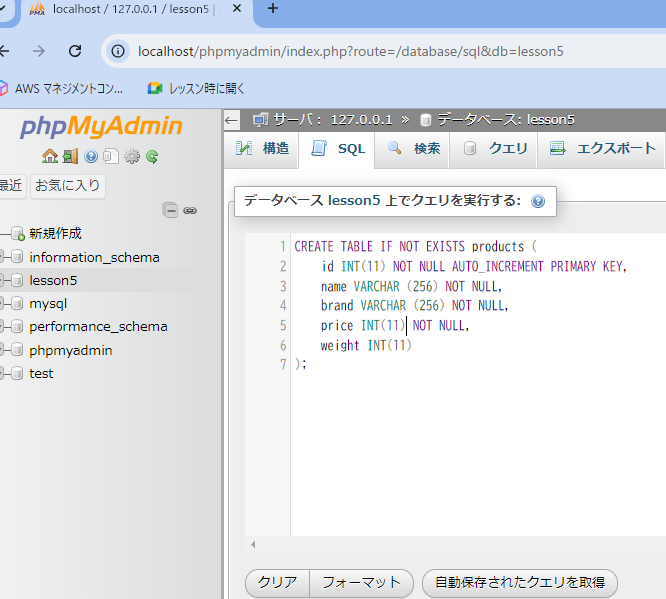 localhost / 127.0.0.1 / lesson5 |
localhost/phpmyadmin/index.php?route=/database/sql&db=lesson5
AWS マネジメントコン...
レッスン時に開く
phpMyAdmin
最近
お気に入り
新規作成
information_schema
lesson5
mysql
performance_schema
phpmyadmin
test
サーバ: 127.0.0.1 » データベース: lesson5
構造
SQL
検索
クエリ
エクスポート
データベース lesson5 上でクエリを実行する:
1 CREATE TABLE IF NOT EXISTS products (
2 id INT(11) NOT NULL AUTO_INCREMENT PRIMARY KEY,
3 name VARCHAR (256) NOT NULL,
4 brand VARCHAR (256) NOT NULL,
5 price INT(11) NOT NULL,
6 weight INT(11)
7 );
クリア
フォーマット
自動保存されたクエリを取得